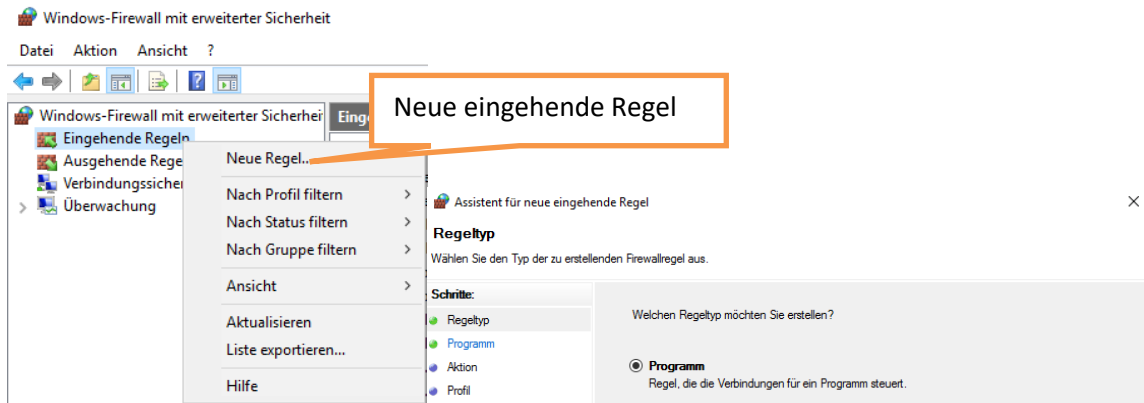 Windows-Firewall mit erweiterter Sicherheit
Datei Aktion Ansicht ?
Windows-Firewall mit erweiterter Sicherhei
Eing
Neue eingehende Regel
Eingehende Regeln
Ausgehende Rege
Verbindungssicher
Überwachung
Neue Regel...
Nach Profil filtern
Nach Status filtern
Nach Gruppe filtern
Ansicht
Aktualisieren
Liste exportieren...
Hilfe
Assistent für neue eingehende Regel
Regeltyp
Wählen Sie den Typ der zu erstellenden Firewallregel aus.
Schritte:
Regeltyp
Programm
Aktion
Profil
Welchen Regeltyp möchten Sie erstellen?
Programm
Regel, die die Verbindungen für ein Programm steuert.